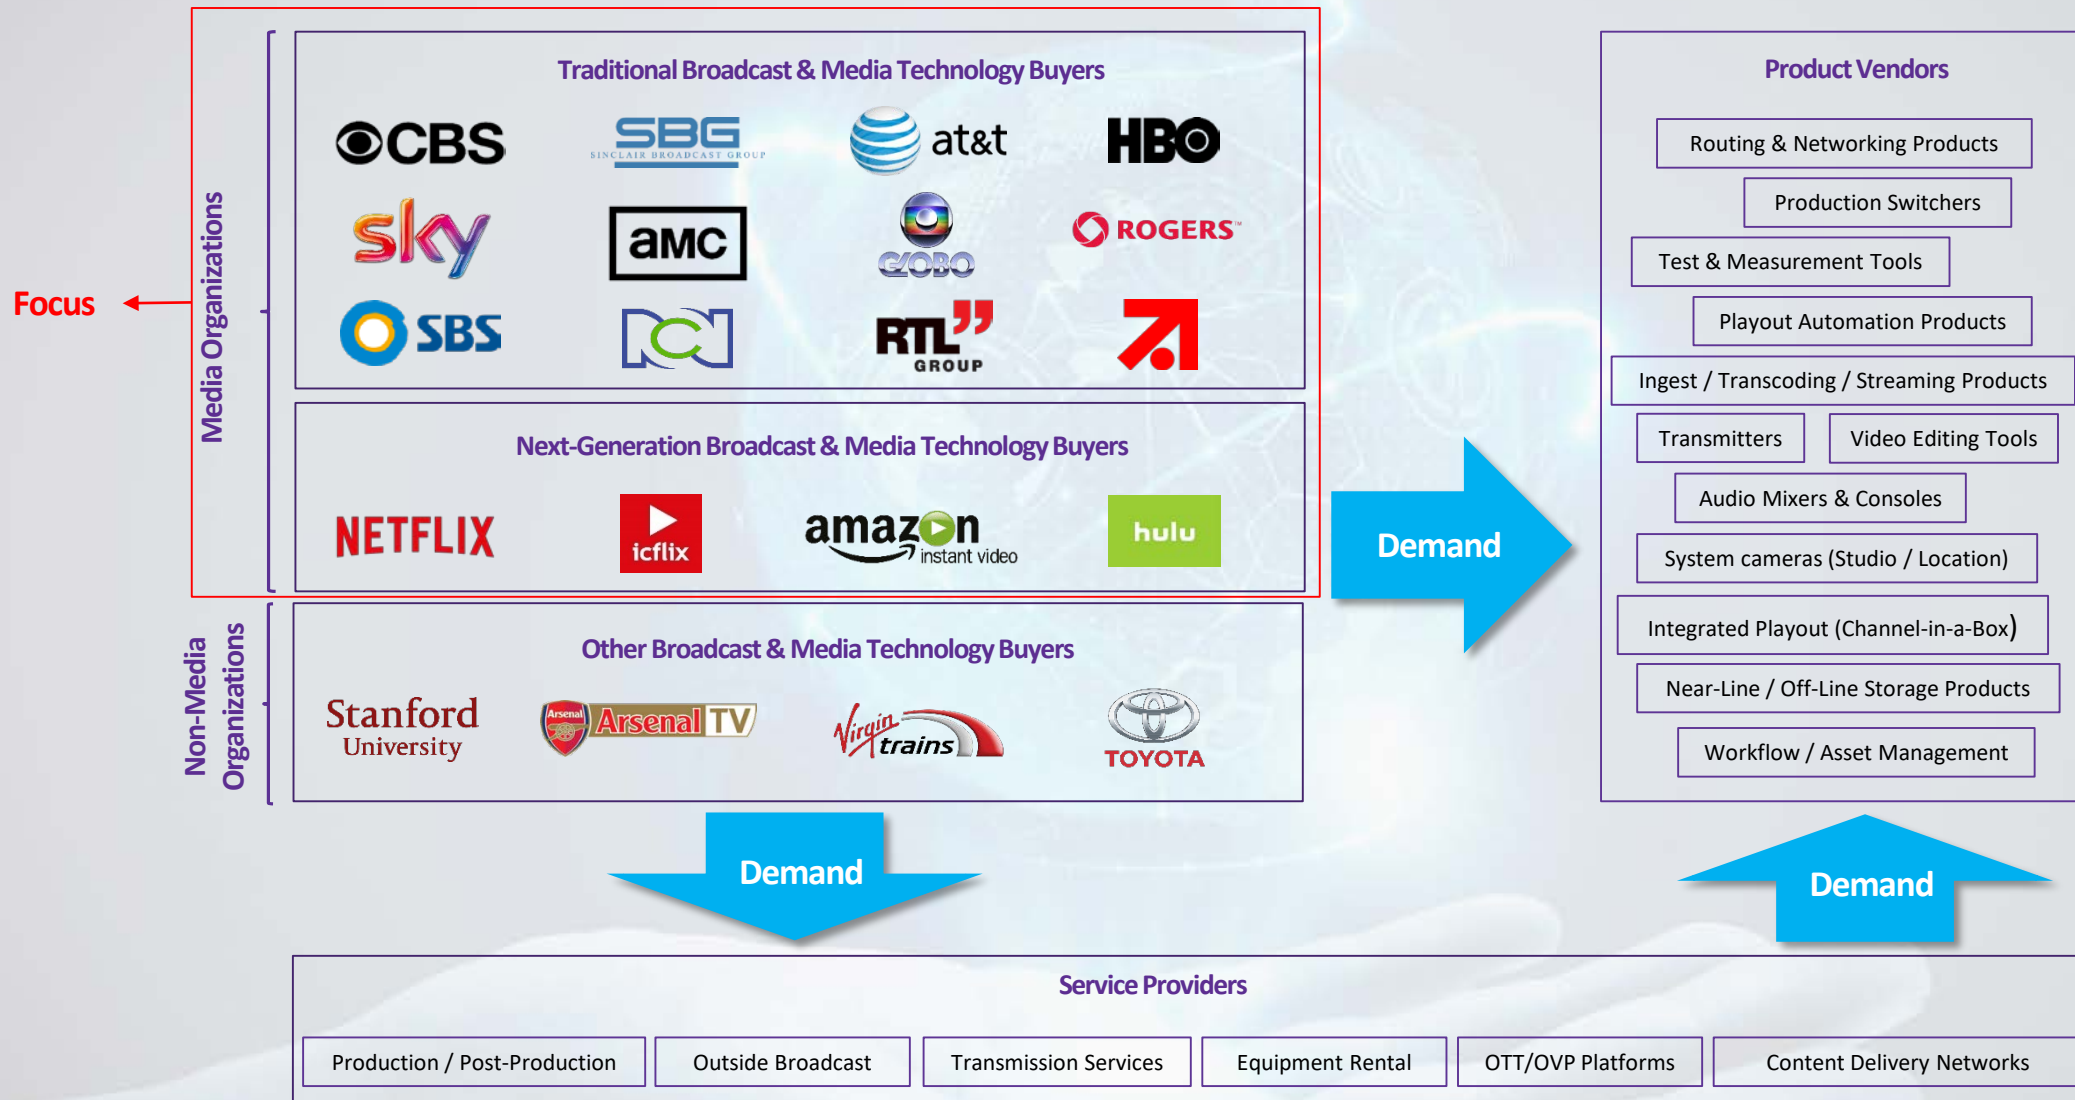 Focus
Media Organizations
Traditional Broadcast & Media Technology Buyers
CBS
SBG
SINCLAIR BROADCAST GROUP
at&t
HBO
sky
aMC
GLOBO
ROGERS™
SBS
RCN
RTL
GROUP
Next-Generation Broadcast & Media Technology Buyers
NETFLIX
icflix
amazon
instant video
hulu
Non-Media
Organizations
Other Broadcast & Media Technology Buyers
Stanford
University
Arsenal
Arsenal TV
Virgin
trains
TOYOTA
Demand
Demand
Product Vendors
Routing & Networking Products
Production Switchers
Test & Measurement Tools
Playout Automation Products
Ingest / Transcoding / Streaming Products
Transmitters
Video Editing Tools
Audio Mixers & Consoles
System cameras (Studio / Location)
Integrated Playout (Channel-in-a-Box)
Near-Line / Off-Line Storage Products
Workflow / Asset Management
Demand
Service Providers
Production / Post-Production
Outside Broadcast
Transmission Services
Equipment Rental
OTT/OVP Platforms
Content Delivery Networks